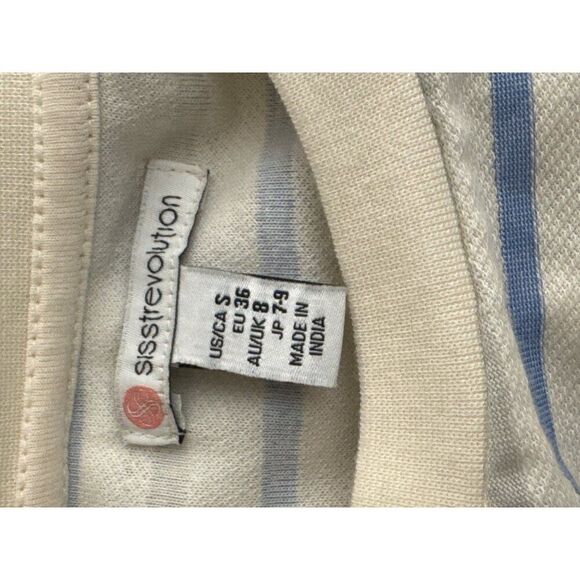 sisstrevolution
US/CA S
EU 36
AU/UK 8
JP 7-9
MADE IN
INDIA